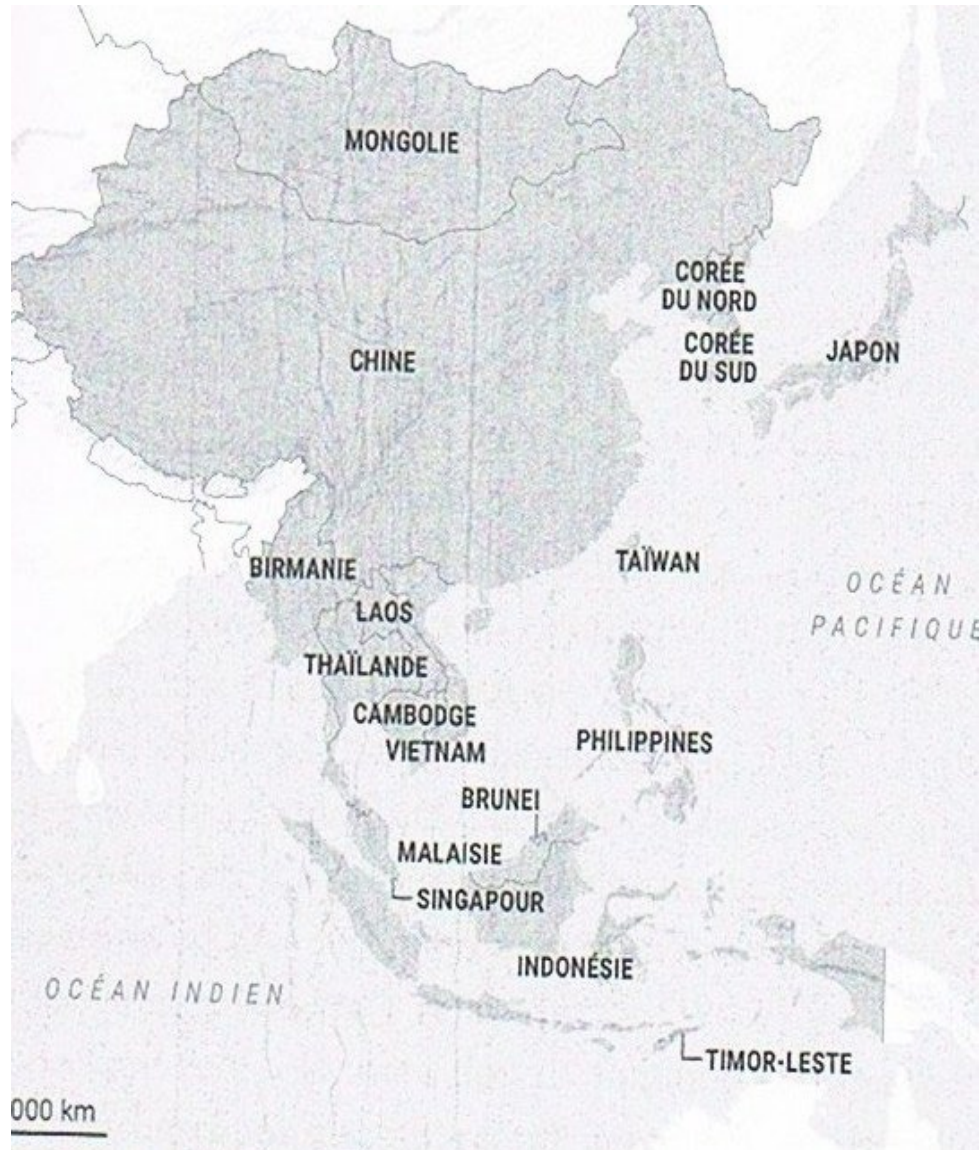 MONGOLIE
CORÉE
DU NORD
CORÉE
DU SUD
JAPON
CHINE
BIRMANIE
TAÏWAN
OCÉAN
PACIFIQUE
LAOS
THAÏLANDE
CAMBODGE
VIETNAM
PHILIPPINES
BRUNEI
MALAISIE
SINGAPOUR
INDONÉSIE
OCÉAN INDIEN
TIMOR-LESTE
000 km